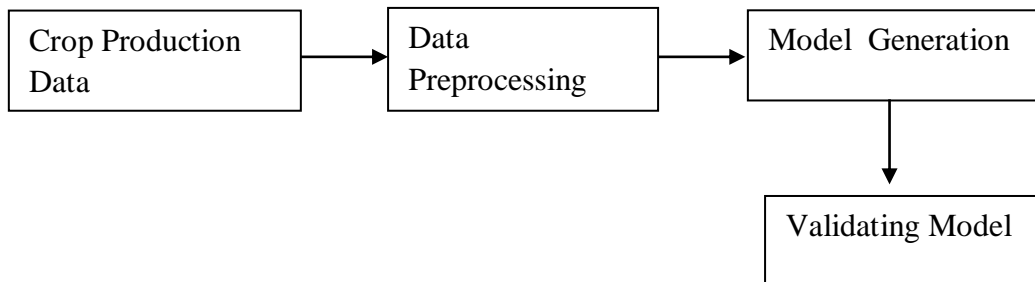 Crop Production
Data
Data
Preprocessing
Model Generation
Validating Model